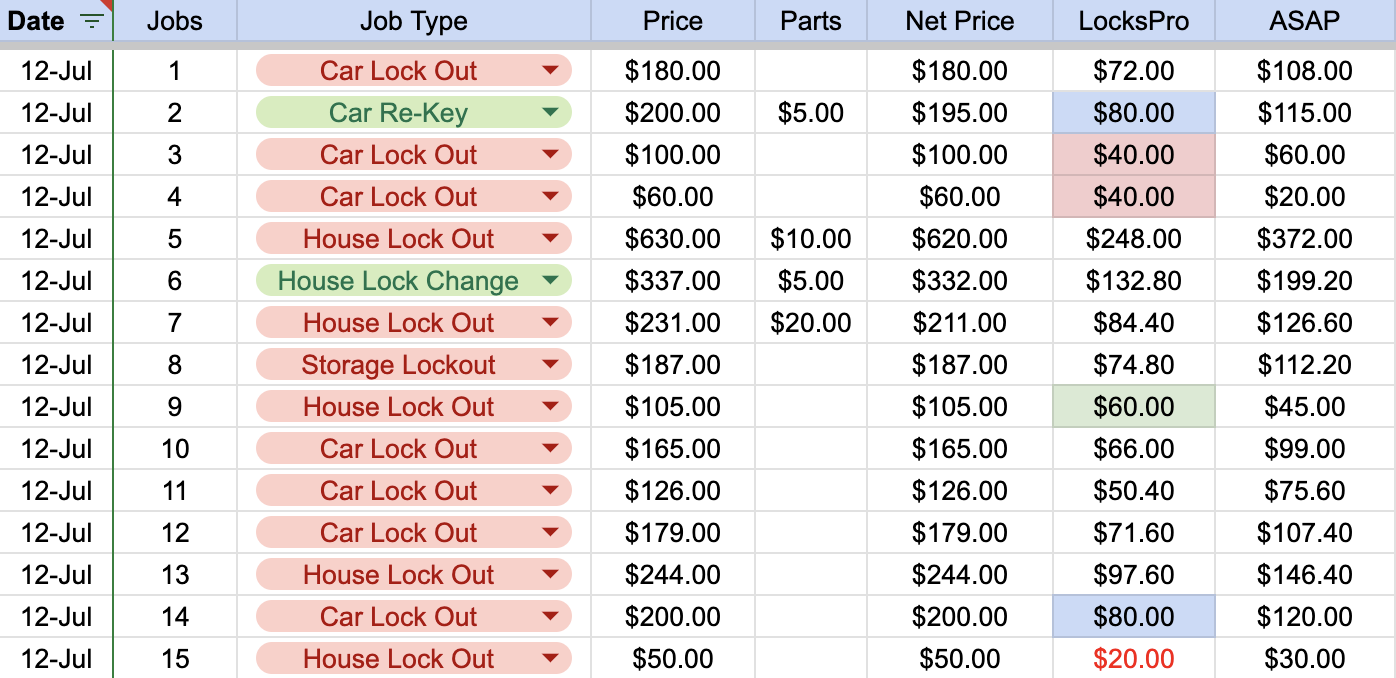 Date Jobs Job Type Price Parts Net Price LocksPro ASAP
12-Jul 1 Car Lock Out $180.00 $180.00 $72.00 $108.00
12-Jul 2 Car Re-Key $200.00 $5.00 $195.00 $80.00 $115.00
12-Jul 3 Car Lock Out $100.00 $100.00 $40.00 $60.00
12-Jul 4 Car Lock Out $60.00 $60.00 $40.00 $20.00
12-Jul 5 House Lock Out $630.00 $10.00 $620.00 $248.00 $372.00
12-Jul 6 House Lock Change $337.00 $5.00 $332.00 $132.80 $199.20
12-Jul 7 House Lock Out $231.00 $20.00 $211.00 $84.40 $126.60
12-Jul 8 Storage Lockout $187.00 $187.00 $74.80 $112.20
12-Jul 9 House Lock Out $105.00 $105.00 $60.00 $45.00
12-Jul 10 Car Lock Out $165.00 $165.00 $66.00 $99.00
12-Jul 11 Car Lock Out $126.00 $126.00 $50.40 $75.60
12-Jul 12 Car Lock Out $179.00 $179.00 $71.60 $107.40
12-Jul 13 House Lock Out $244.00 $244.00 $97.60 $146.40
12-Jul 14 Car Lock Out $200.00 $200.00 $80.00 $120.00
12-Jul 15 House Lock Out $50.00 $50.00 $20.00 $30.00